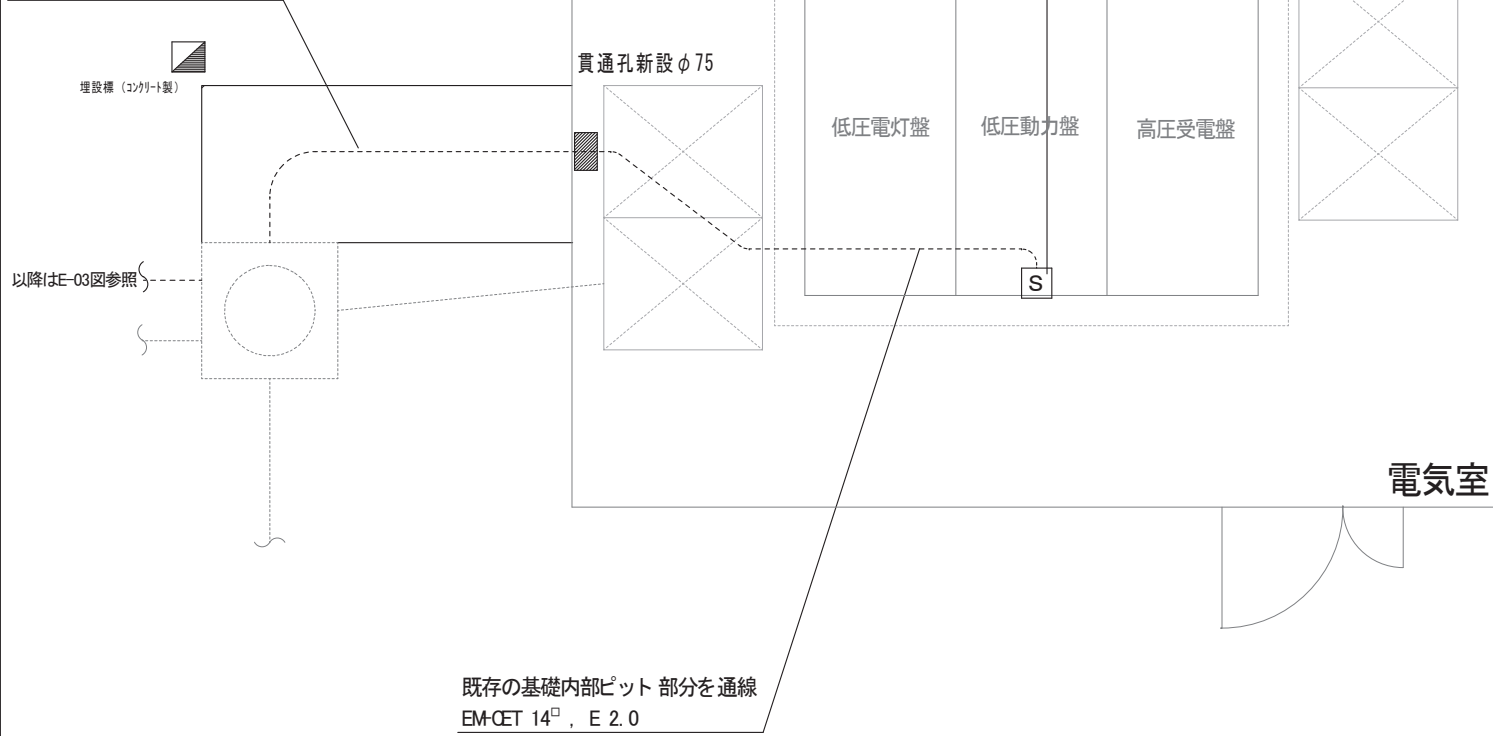 貫通孔新設φ75
埋設標（コンクリート製）
低圧電灯盤
低圧動力盤
高圧受電盤
以降はE-03図参照
S
電気室
既存の基礎内部ピット 部分を通線
EM-CET 14□ , E 2.0